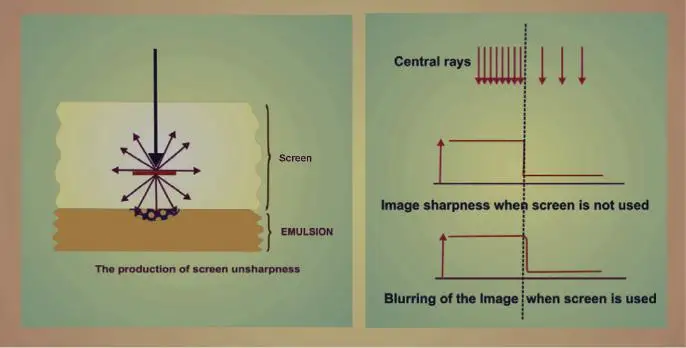 Screen
EMULSION
The production of screen unsharpness
Central rays
Image sharpness when screen is not used
Blurring of the Image when screen is used